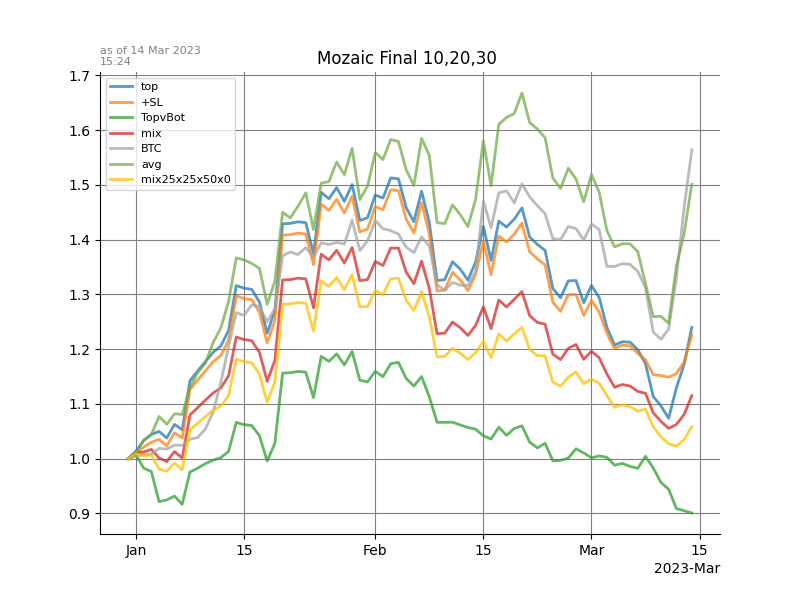 as of 14 Mar 2023
15:24
Mozaic Final 10,20,30
top
+SL
TopvBot
mix
BTC
avg
mix25x25x50x0
1.7
1.6
1.5
1.4
1.3
1.2
1.1
1.0
0.9
Jan
15
Feb
15
Mar
15
2023-Mar